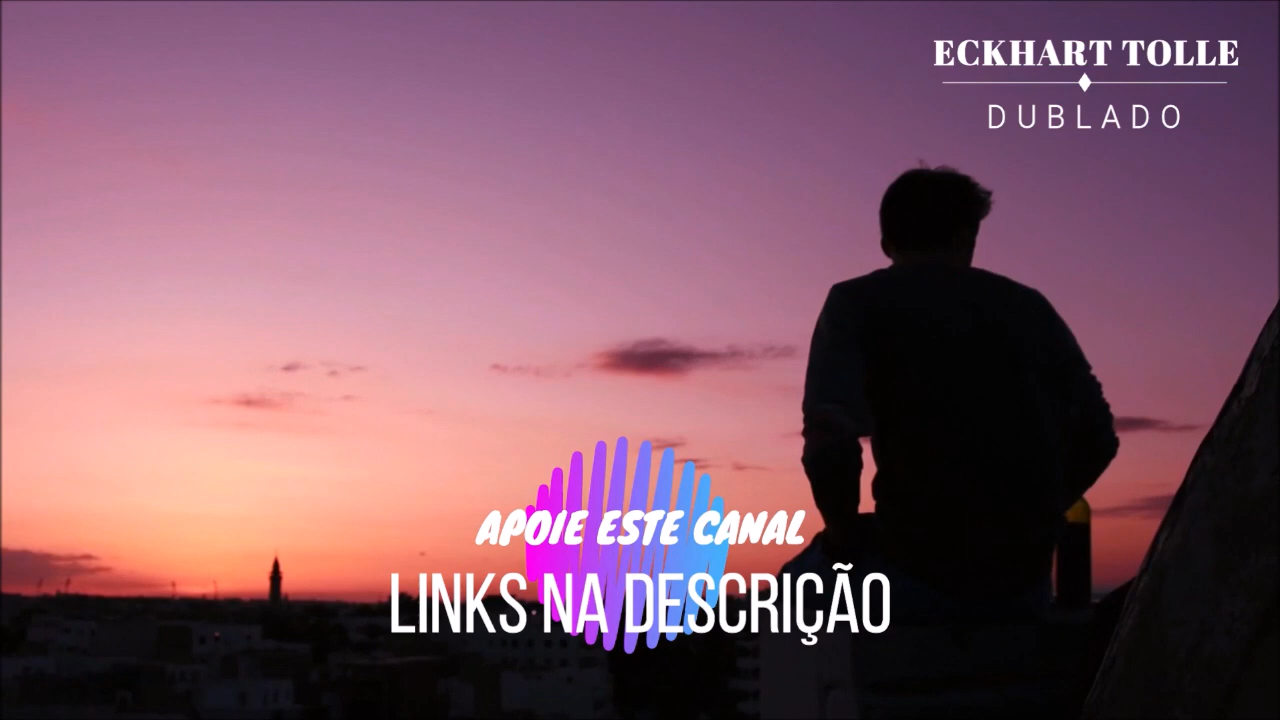 ECKHART TOLLE
DUBLADO
APOIE ESTE CANAL
LINKS NA DESCRIÇÃO